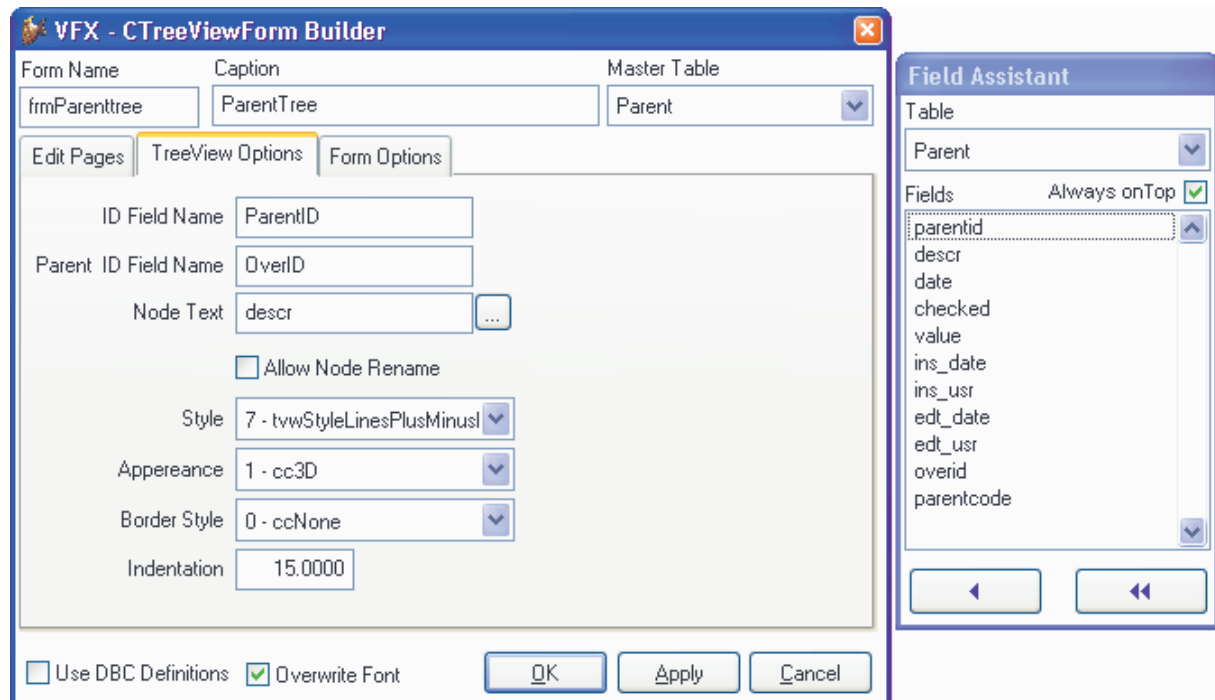 VFX - CTreeViewForm Builder
Form Name Caption Master Table
frmParenttree ParentTree Parent
Edit Pages TreeView Options Form Options
ID Field Name ParentID
Parent ID Field Name OverID
Node Text descr ...
Allow Node Rename
Style 7 - tvwStyleLinesPlusMinusI
Appereance 1 - cc3D
Border Style 0 - ccNone
Indentation 15.0000
Use DBC Definitions Overwrite Font OK Apply Cancel
Field Assistant
Table
Parent
Fields Always onTop
parentid
descr
date
checked
value
ins_date
ins_usr
edt_date
edt_usr
overid
parentcode